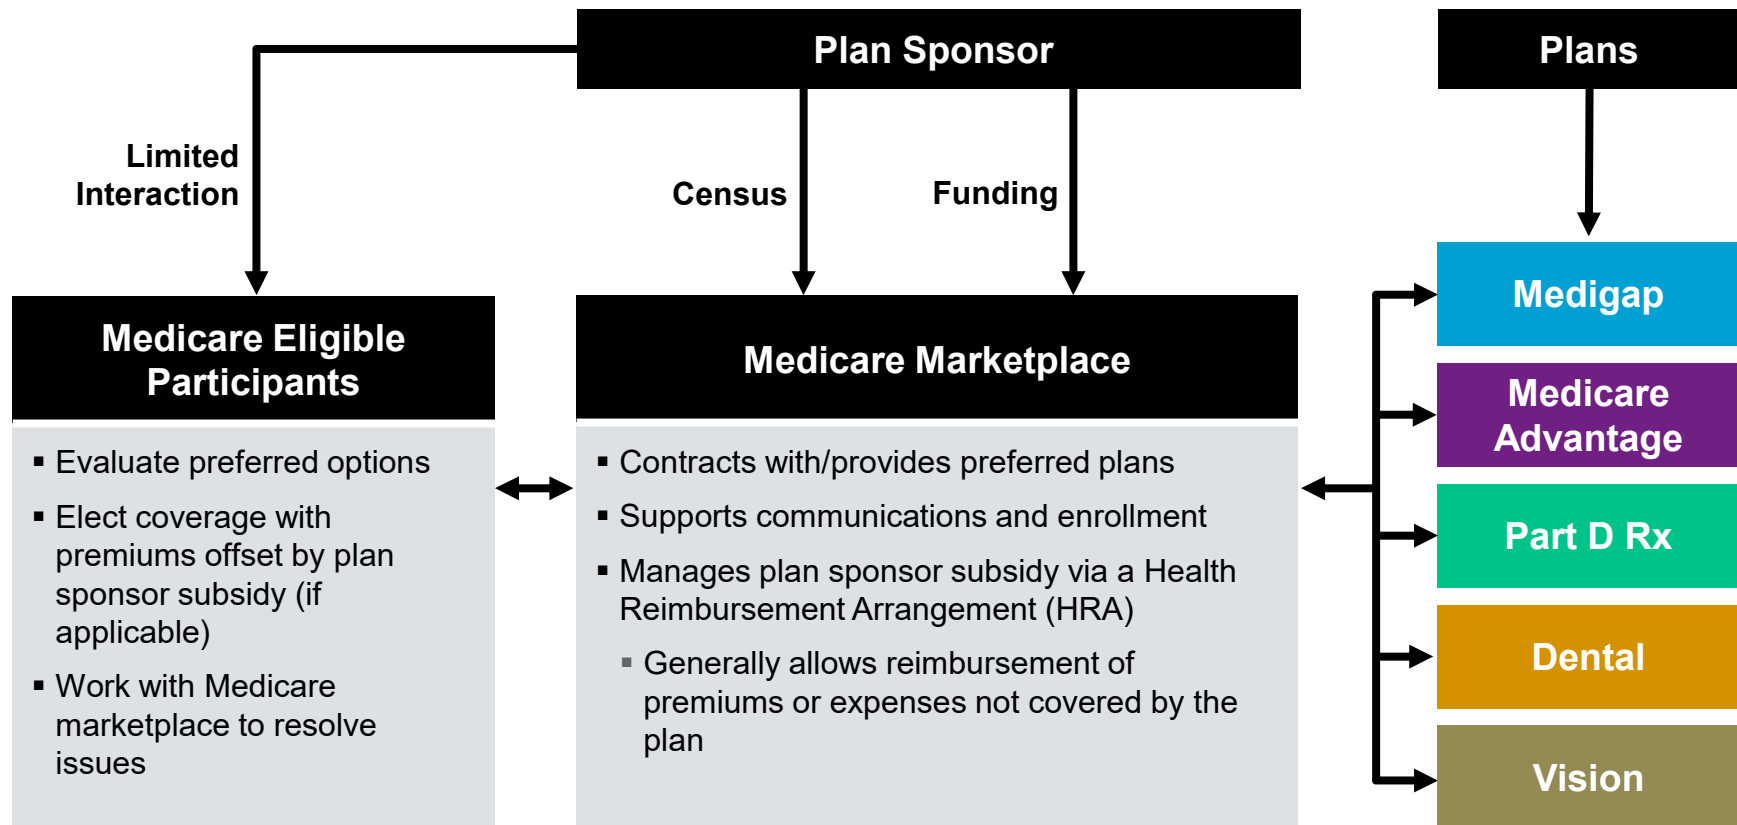 Plan Sponsor
Plans
Limited
Interaction
Census
Funding
Medicare Eligible
Participants
▪ Evaluate preferred options
▪ Elect coverage with
premiums offset by plan
sponsor subsidy (if
applicable)
▪ Work with Medicare
marketplace to resolve
issues
Medicare Marketplace
▪ Contracts with/provides preferred plans
▪ Supports communications and enrollment
▪ Manages plan sponsor subsidy via a Health
Reimbursement Arrangement (HRA)
▪ Generally allows reimbursement of
premiums or expenses not covered by the
plan
Medigap
Medicare
Advantage
Part D Rx
Dental
Vision